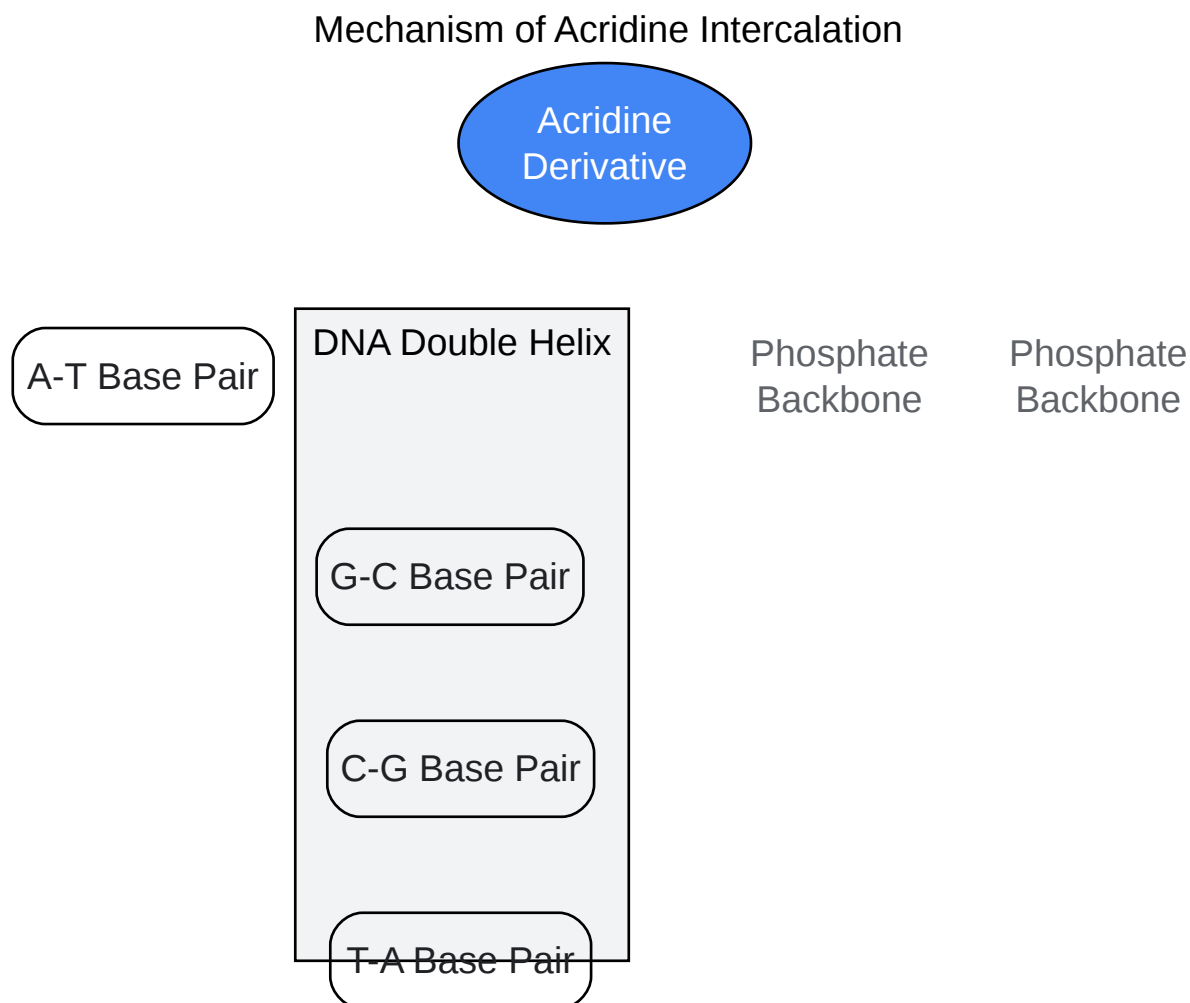 Mechanism of Acridine Intercalation
Acridine
Derivative
A-T Base Pair
DNA Double Helix
Phosphate
Backbone
Phosphate
Backbone
G-C Base Pair
C-G Base Pair
T-A Base Pair